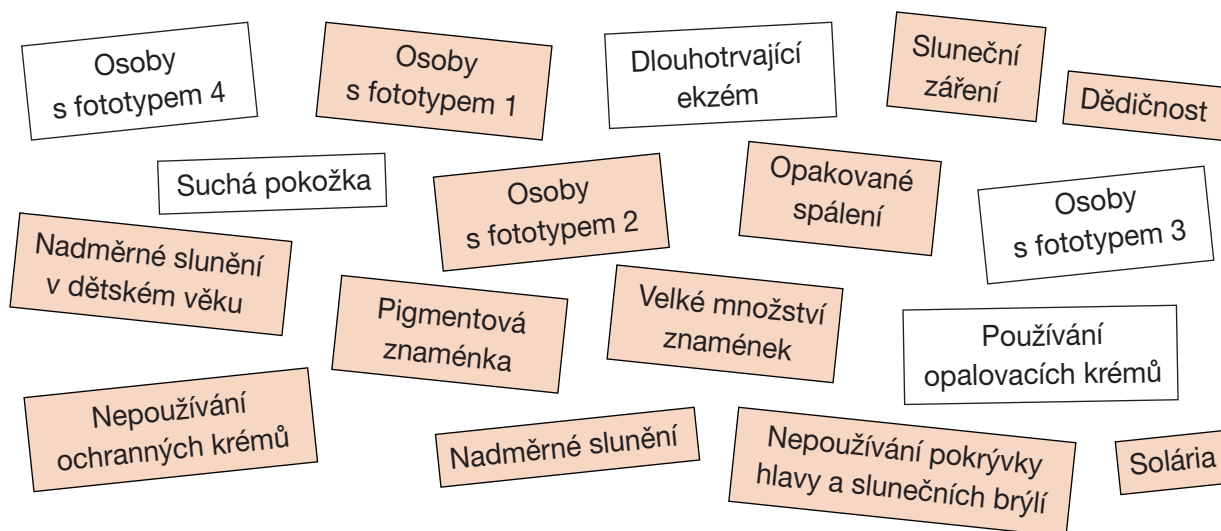 Osoby
s fototypem 4
Osoby
s fototypem 1
Dlouhotrvající
ekzém
Sluneční
záření
Dědičnost
Suchá pokožka
Osoby
s fototypem 2
Opakované
spálení
Osoby
s fototypem 3
Nadměrné slunění
v dětském věku
Pigmentová
znaménka
Velké množství
znamének
Používání
opalovacích krémů
Nepoužívání
ochranných krémů
Nadměrné slunění
Nepoužívání pokrývky
hlavy a slunečních brýlí
Solária